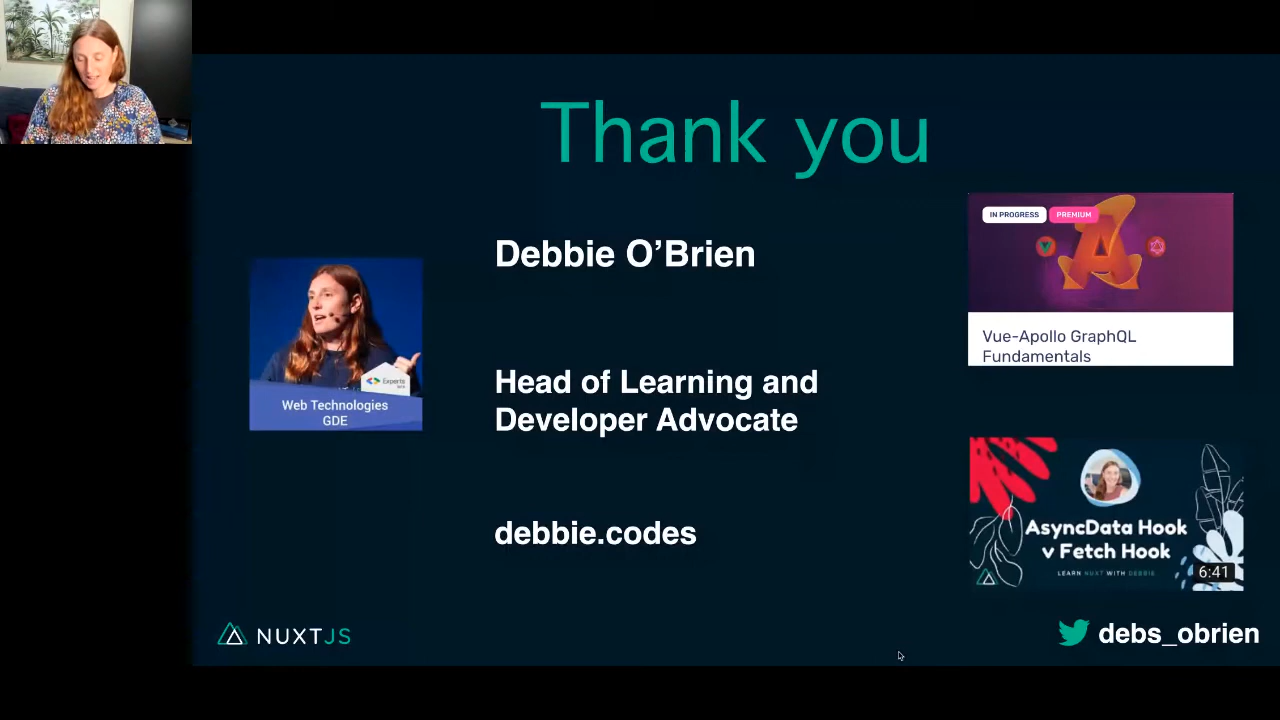 Thank you
Debbie O’Brien
Head of Learning and
Developer Advocate
debbie.codes
Experts
Web Technologies
GDE
IN PROGRESS
PREMIUM
Vue-Apollo GraphQL
Fundamentals
AsyncData Hook
v Fetch Hook
LEARN NUXT WITH DEBBIE
6:41
NUXTJS
debs_obrien